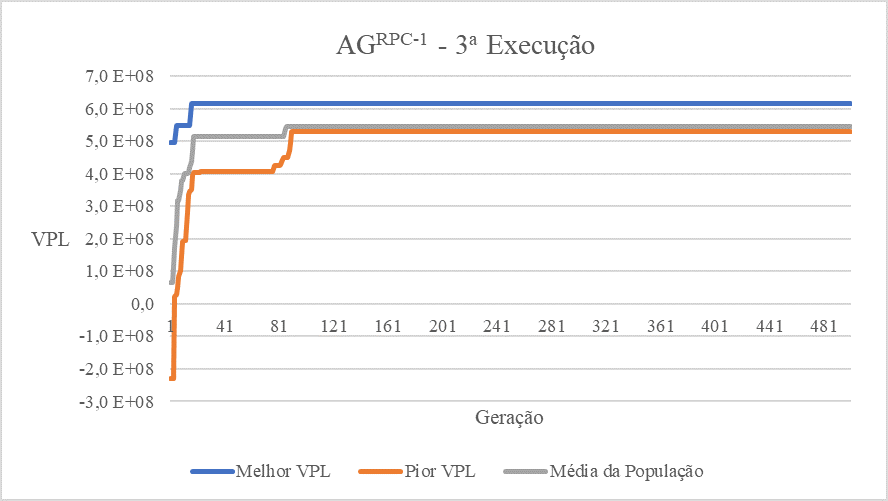 AGRPC-1 - 3ª Execução
7,0 E+08
6,0 E+08
5,0 E+08
4,0 E+08
3,0 E+08
VPL
2,0 E+08
1,0 E+08
0,0
1 41 81 121 161 201 241 281 321 361 401 441 481
-1,0 E+08
-2,0 E+08
-3,0 E+08
Geração
Melhor VPL Pior VPL Média da População